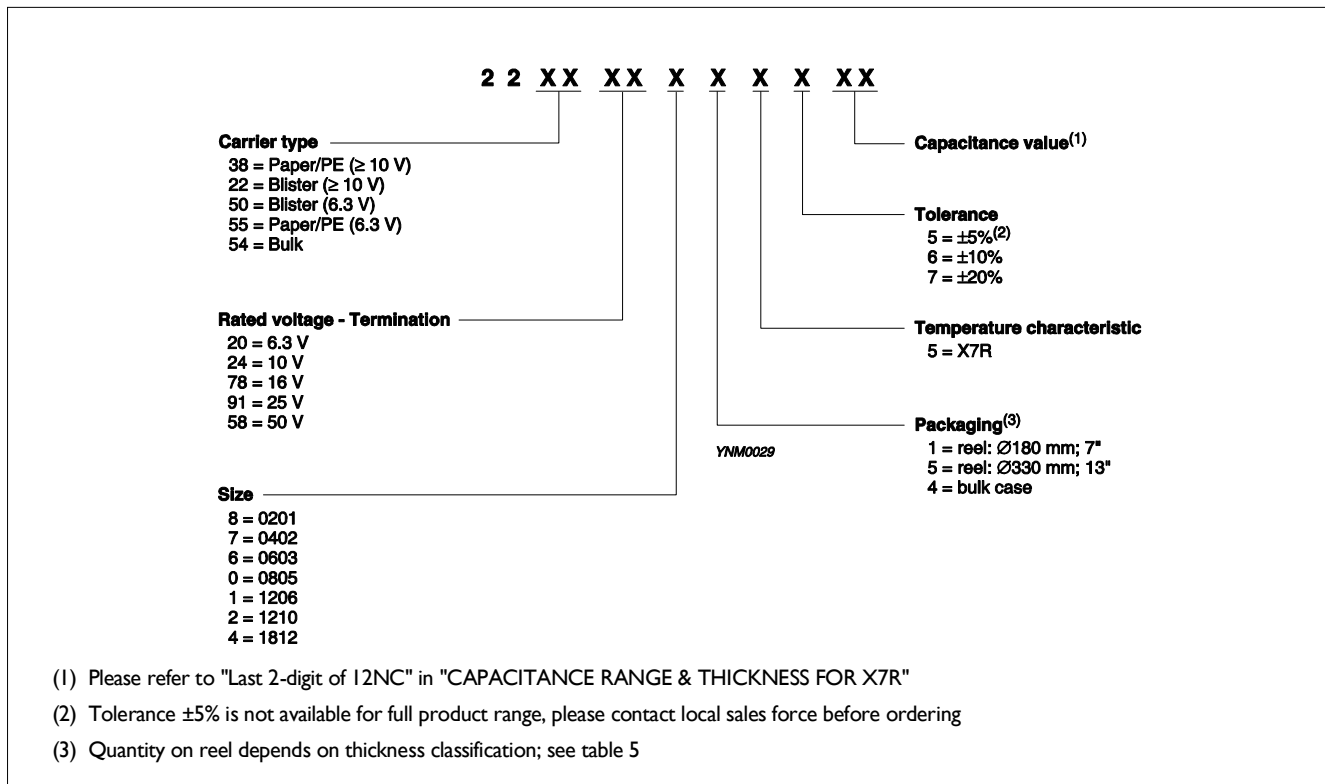 2 2 XX XX X X X X XX
Carrier type
38 = Paper/PE (≥ 10 V)
22 = Blister (≥ 10 V)
50 = Blister (6.3 V)
55 = Paper/PE (6.3 V)
54 = Bulk
Rated voltage - Termination
20 = 6.3 V
24 = 10 V
78 = 16 V
91 = 25 V
58 = 50 V
Size
8 = 0201
7 = 0402
6 = 0603
0 = 0805
1 = 1206
2 = 1210
4 = 1812
Capacitance value(1)
Tolerance
5 = ±5%(2)
6 = ±10%
7 = ±20%
Temperature characteristic
5 = X7R
Packaging(3)
1 = reel: Ø180 mm; 7"
5 = reel: Ø330 mm; 13"
4 = bulk case
YNM0029
(1) Please refer to "Last 2-digit of 12NC" in "CAPACITANCE RANGE & THICKNESS FOR X7R"
(2) Tolerance ±5% is not available for full product range, please contact local sales force before ordering
(3) Quantity on reel depends on thickness classification; see table 5